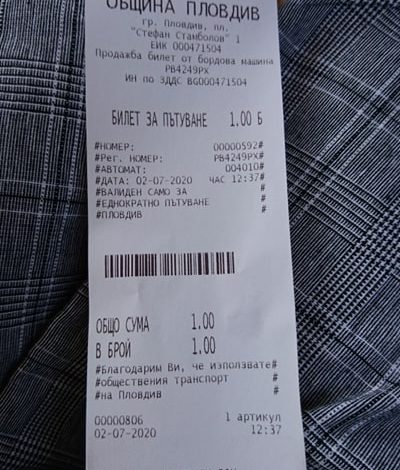 ОБЩИНА ПЛОВДИВ
гр. Пловдив, пл.
"Стефан Стамболов" 1
ЕИК 000471504
Продажба билет от бордова машина
РВ4249РХ
ИН по ЗДДС BG000471504
БИЛЕТ ЗА ПЪТУВАНЕ 1.00 Б
#НОМЕР: 00000592#
#Рег. НОМЕР: РВ4249РХ#
#АВТОМАТ: 004010#
#ДАТА: 02-07-2020 ЧАС 12:37#
#ВАЛИДЕН САМО ЗА #
#ЕДНОКРАТНО ПЪТУВАНЕ #
#ПЛОВДИВ #
ОБЩО СУМА 1.00
В БРОЙ 1.00
#Благодарим Ви, че използвате#
#обществения транспорт #
#на Пловдив #
00000806 1 артикул
02-07-2020 12:37